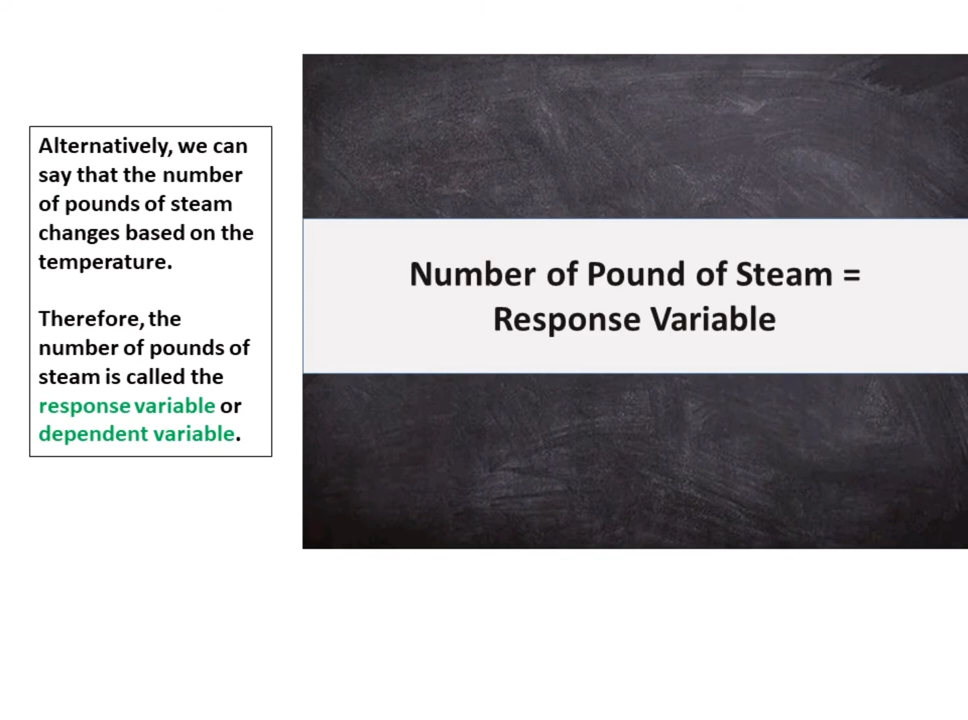 Alternatively, we can
say that the number
of pounds of steam
changes based on the
temperature.
Therefore, the
number of pounds of
steam is called the
response variable or
dependent variable.
Number of Pound of Steam =
Response Variable